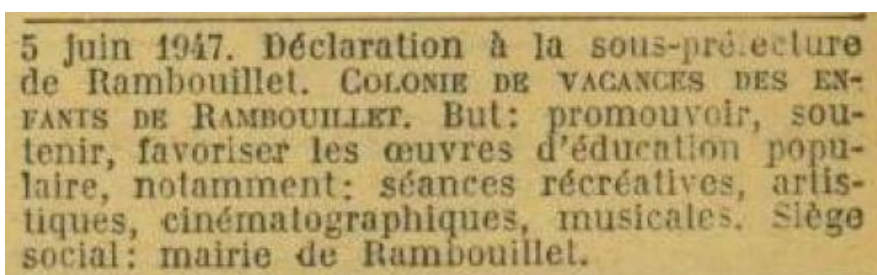 5 juin 1947. Déclaration à la sous-préfecture
de Rambouillet. COLONIE DE VACANCES DES EN-
FANTS DE RAMBOUILLET. But: promouvoir, sou-
tenir, favoriser les œuvres d'éducation popu-
laire, notamment: séances récréatives, artis-
tiques, cinématographiques, musicales. Siège
social: mairie de Rambouillet.